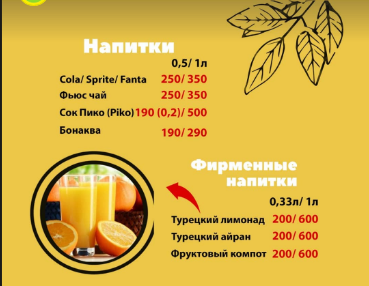 Напитки
0,5/ 1л
Cola/ Sprite/ Fanta 250/ 350
Фьюс чай 250/ 350
Сок Пико (Piko) 190 (0,2)/ 500
Бонаква 190/ 290
Фирменные
напитки
0,33л/ 1л
Турецкий лимонад 200/ 600
Турецкий айран 200/ 600
Фруктовый компот 200/ 600